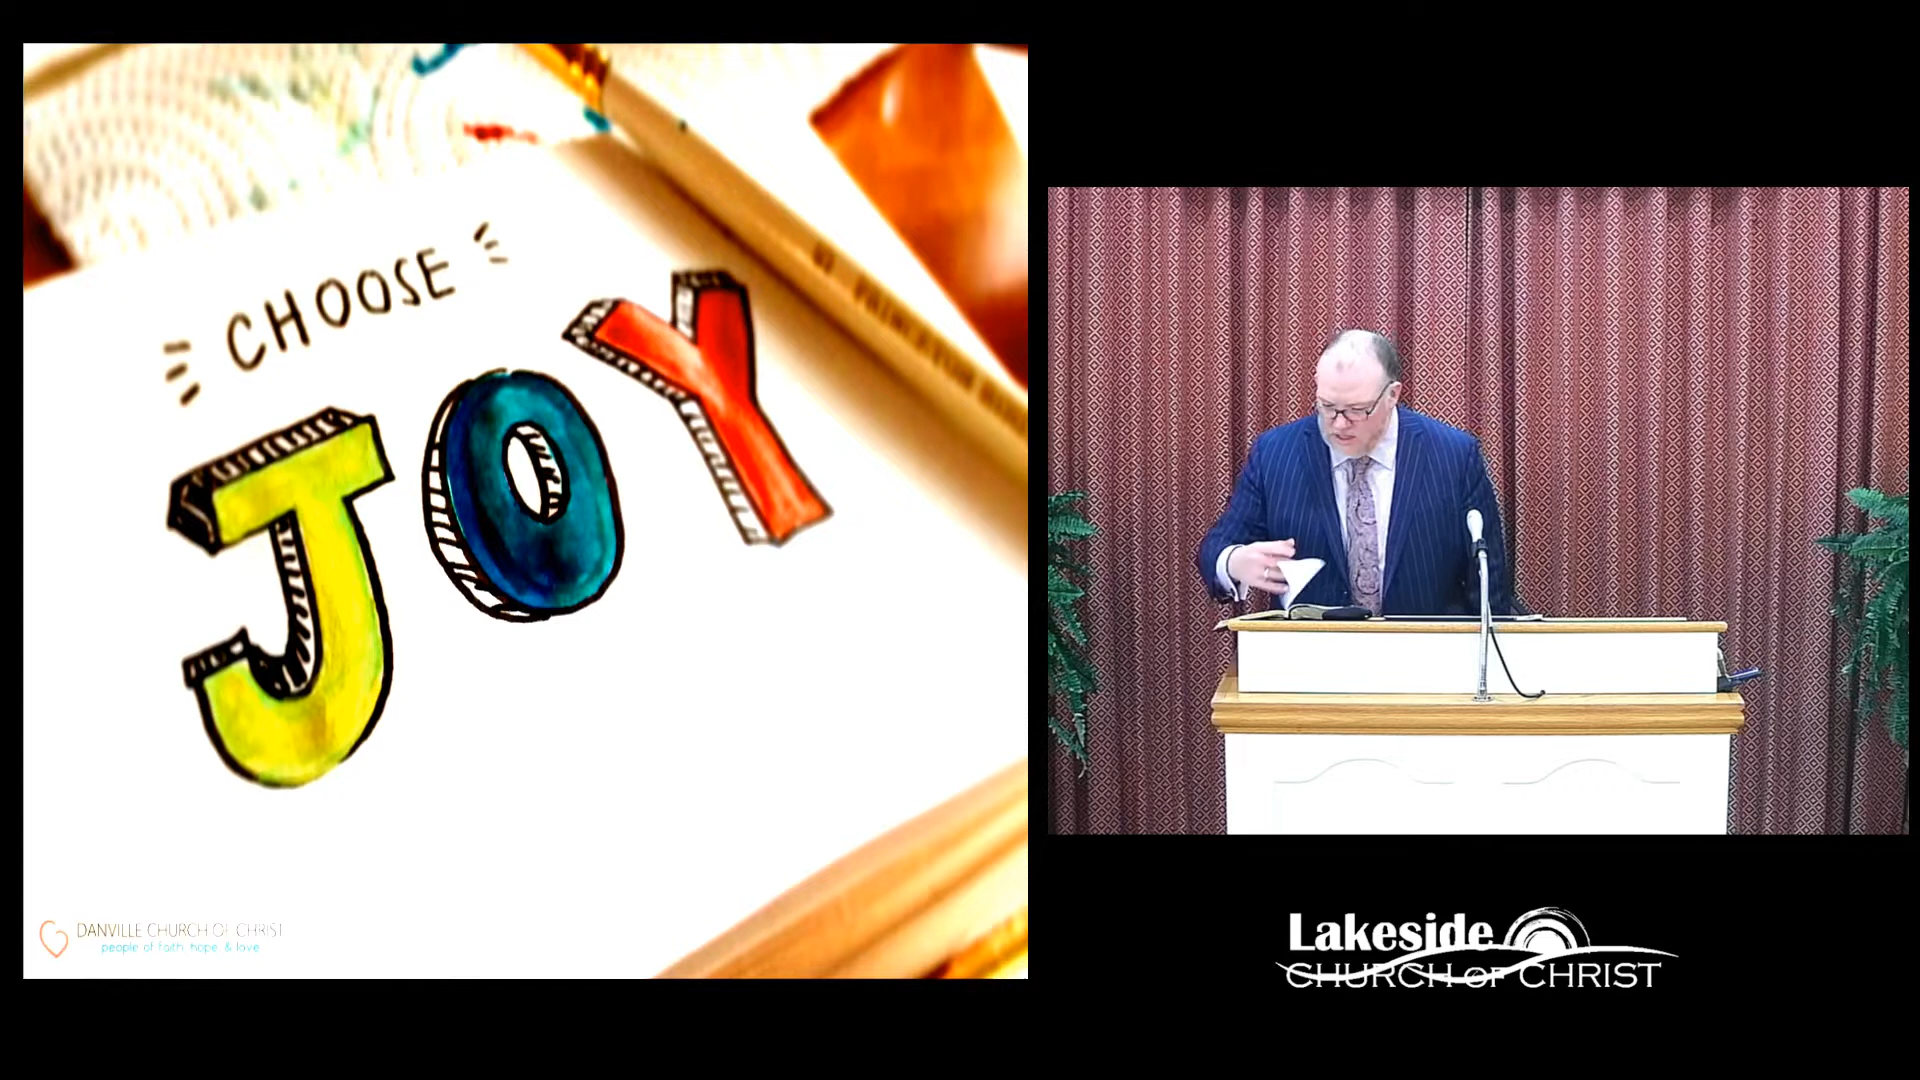 CHOOSE
JOY
DANVILLE CHURCH OF CHRIST
people of faith, hope, & love
Lakeside
CHURCH OF CHRIST